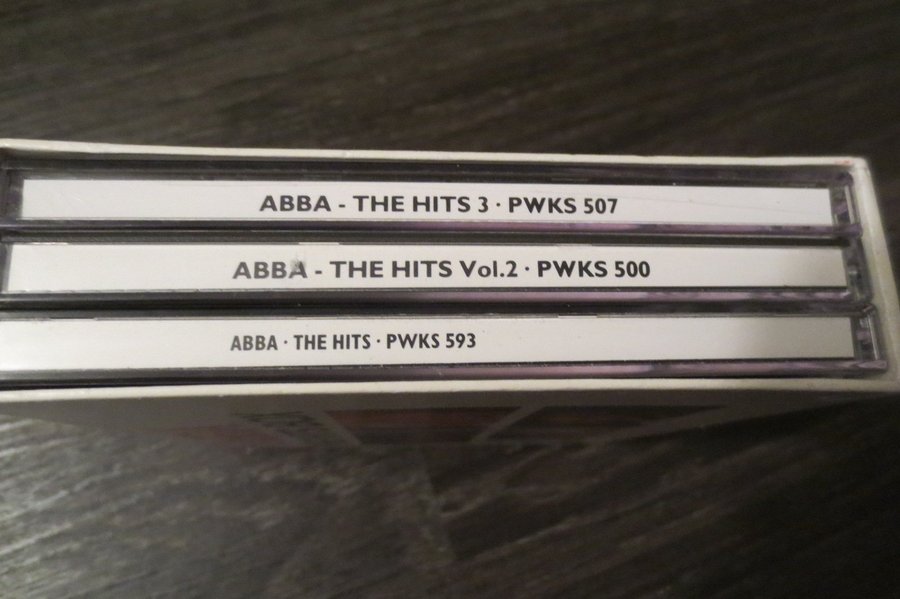 ABBA - THE HITS 3 · PWKS 507
ABBA - THE HITS Vol.2 · PWKS 500
ABBA · THE HITS · PWKS 593